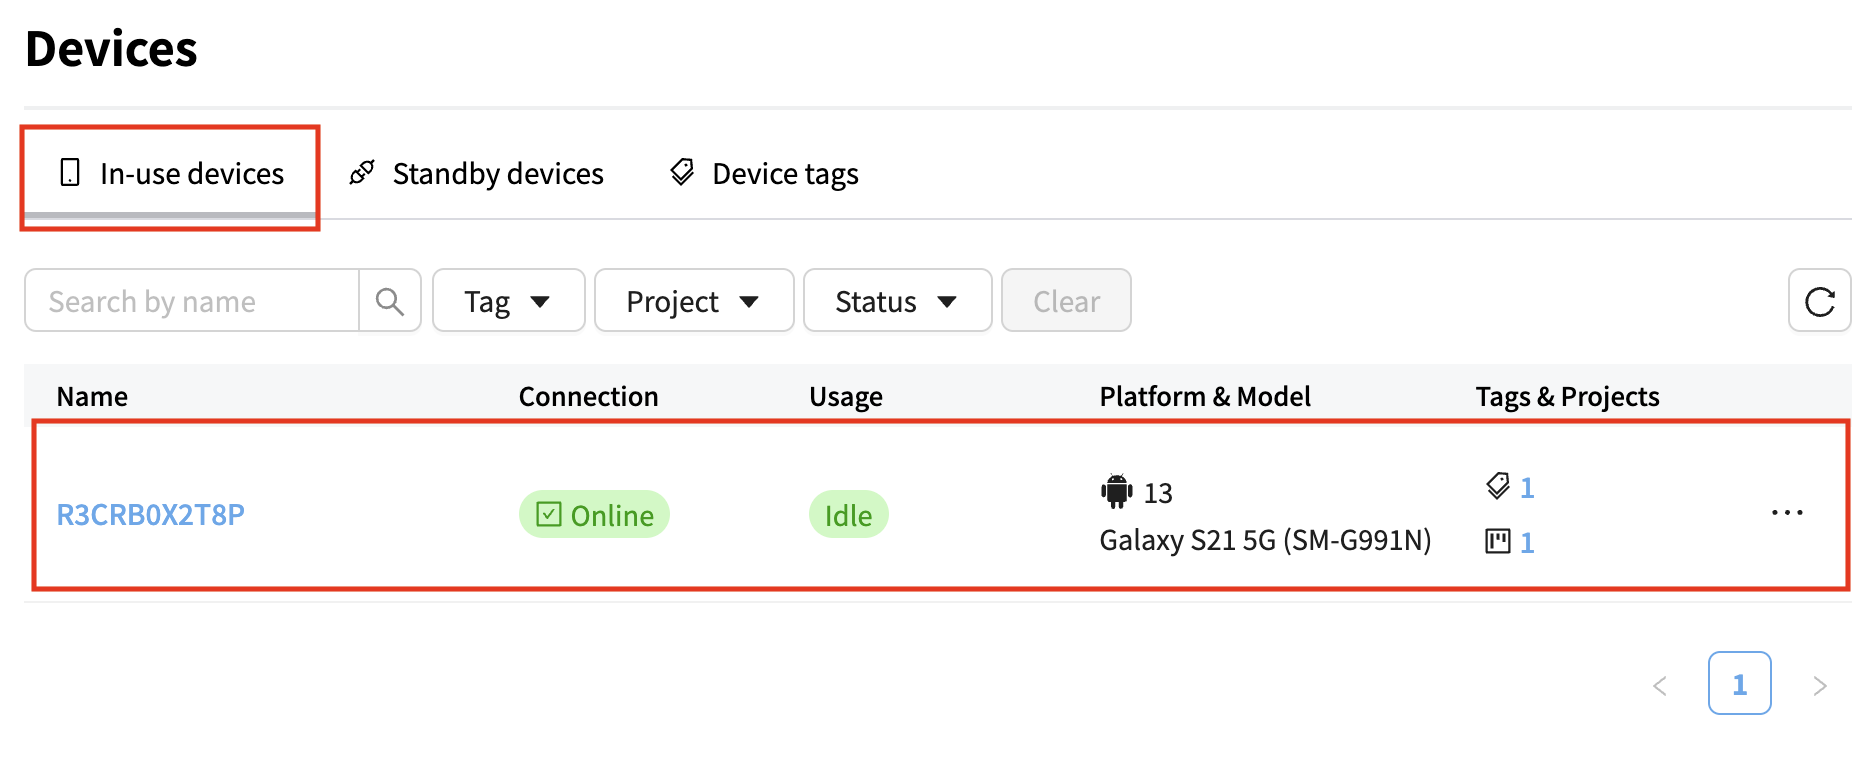 Devices
In-use devices Standby devices Device tags
Search by name Tag Project Status Clear
Name Connection Usage Platform & Model Tags & Projects
R3CRB0X2T8P Online Idle 13 1
Galaxy S21 5G (SM-G991N) 1
1